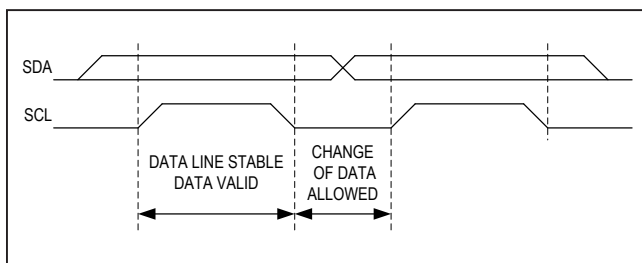 SDA
SCL
DATA LINE STABLE
DATA VALID
CHANGE
OF DATA
ALLOWED